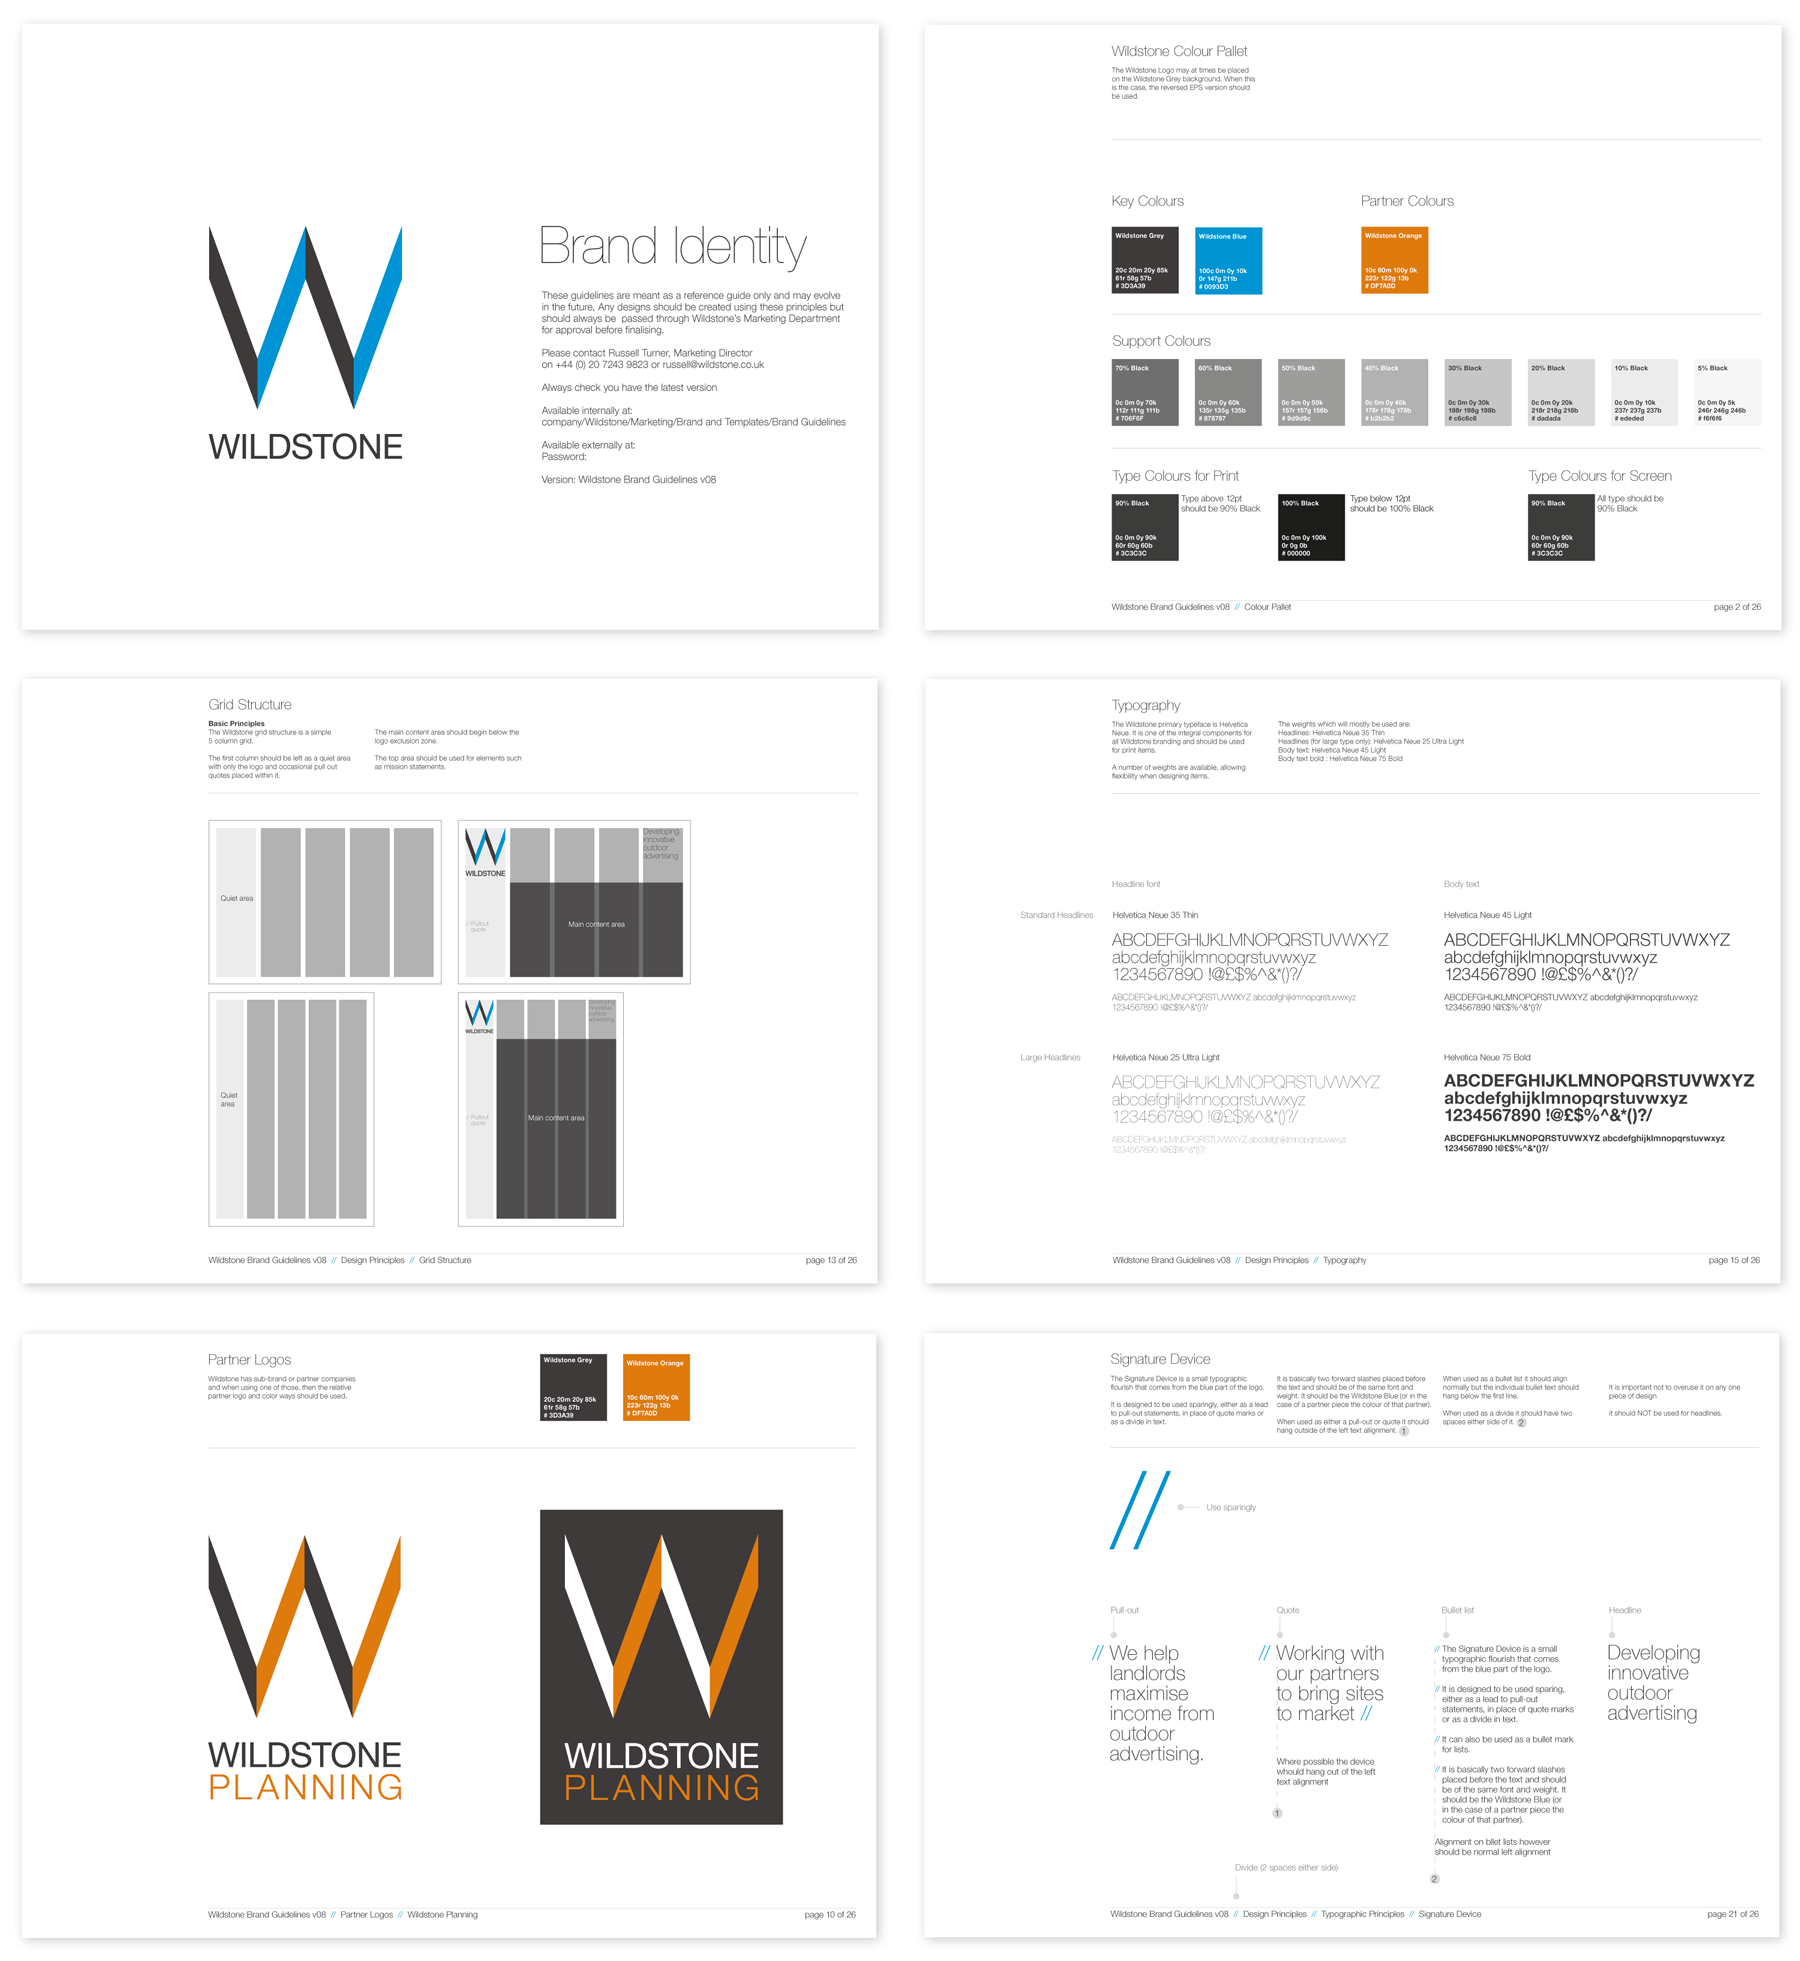 WILDSTONE
Brand Identity
These guidelines are meant as a reference guide only and may evolve
in the future, Any designs should be created using these principles but
should always be passed through Wildstone's Marketing Department
for approval before finalising.
Please contact Russell Turner, Marketing Director
on +44 (0) 20 7243 9823 or russell@wildstone.co.uk
Always check you have the latest version
Available internally at:
company/Wildstone/Marketing/Brand and Templates/Brand Guidelines
Available externally at:
Password:
Version: Wildstone Brand Guidelines v08
Wildstone Colour Pallet
The Wildstone Logo may at times be placed
on the Wildstone Grey background. When this
is the case, the reversed EPS version should
be used.
Key Colours
Wildstone Grey
20c 20m 20y 85k
61r 58g 57b
# 3D3A39
Wildstone Blue
100c 0m 0y 10k
0r 147g 211b
# 0093D3
Partner Colours
Wildstone Orange
10c 60m 100y 0k
223r 122g 13b
# DF7A0D
Support Colours
70% Black
0c 0m 0y 70k
112r 111g 111b
# 706F6F
60% Black
0c 0m 0y 60k
135r 135g 135b
# 878787
50% Black
0c 0m 0y 50k
157r 157g 156b
# 9d9d9c
40% Black
0c 0m 0y 40k
178r 178g 178b
# b2b2b2
30% Black
0c 0m 0y 30k
198r 198g 198b
# c6c6c6
20% Black
0c 0m 0y 20k
218r 218g 218b
# dadada
10% Black
0c 0m 0y 10k
237r 237g 237b
# ededed
5% Black
0c 0m 0y 5k
246r 246g 246b
# f6f6f6
Type Colours for Print
90% Black
0c 0m 0y 90k
60r 60g 60b
# 3C3C3C
Type above 12pt
should be 90% Black
100% Black
0c 0m 0y 100k
0r 0g 0b
# 000000
Type below 12pt
should be 100% Black
Type Colours for Screen
90% Black
0c 0m 0y 90k
60r 60g 60b
# 3C3C3C
All type should be
90% Black
Wildstone Brand Guidelines v08 // Colour Pallet
page 2 of 26
Grid Structure
Basic Principles
The Wildstone grid structure is a simple
5 column grid.
The first column should be left as a quiet area
with only the logo and occasional pull out
quotes placed within it.
The main content area should begin below the
logo exclusion zone.
The top area should be used for elements such
as mission statements.
Quiet area
WILDSTONE
Developing
innovative
outdoor
advertising
// Pullout
quote
Main content area
Quiet
area
WILDSTONE
Developing
innovative
outdoor
advertising
// Pullout
quote
Main content area
Wildstone Brand Guidelines v08 // Design Principles // Grid Structure
page 13 of 26
Typography
The Wildstone primary typeface is Helvetica
Neue. It is one of the integral components for
all Wildstone branding and should be used
for print items.
A number of weights are available, allowing
flexibility when designing items.
The weights which will mostly be used are:
Headlines: Helvetica Neue 35 Thin
Headlines (for large type only): Helvetica Neue 25 Ultra Light
Body text: Helvetica Neue 45 Light
Body text bold : Helvetica Neue 75 Bold
Headline font
Body text
Standard Headlines
Helvetica Neue 35 Thin
ABCDEFGHIJKLMNOPQRSTUVWXYZ
abcdefghijklmnopqrstuvwxyz
1234567890 !@£$%^&*()?/
ABCDEFGHIJKLMNOPQRSTUVWXYZ abcdefghijklmnopqrstuvwxyz
1234567890 !@£$%^&*()?/
Helvetica Neue 45 Light
ABCDEFGHIJKLMNOPQRSTUVWXYZ
abcdefghijklmnopqrstuvwxyz
1234567890 !@£$%^&*()?/
ABCDEFGHIJKLMNOPQRSTUVWXYZ abcdefghijklmnopqrstuvwxyz
1234567890 !@£$%^&*()?/
Large Headlines
Helvetica Neue 25 Ultra Light
ABCDEFGHIJKLMNOPQRSTUVWXYZ
abcdefghijklmnopqrstuvwxyz
1234567890 !@£$%^&*()?/
ABCDEFGHIJKLMNOPQRSTUVWXYZ abcdefghijklmnopqrstuvwxyz
1234567890 !@£$%^&*()?/
Helvetica Neue 75 Bold
ABCDEFGHIJKLMNOPQRSTUVWXYZ
abcdefghijklmnopqrstuvwxyz
1234567890 !@£$%^&*()?/
ABCDEFGHIJKLMNOPQRSTUVWXYZ abcdefghijklmnopqrstuvwxyz
1234567890 !@£$%^&*()?/
Wildstone Brand Guidelines v08 // Design Principles // Typography
page 15 of 26
Partner Logos
Wildstone has sub-brand or partner companies
and when using one of those, then the relative
partner logo and color ways should be used.
Wildstone Grey
20c 20m 20y 85k
61r 58g 57b
# 3D3A39
Wildstone Orange
10c 60m 100y 0k
223r 122g 13b
# DF7A0D
WILDSTONE
PLANNING
WILDSTONE
PLANNING
Wildstone Brand Guidelines v08 // Partner Logos // Wildstone Planning
page 10 of 26
Signature Device
The Signature Device is a small typographic
flourish that comes from the blue part of the logo.
It is designed to be used sparingly, either as a lead
to pull-out statements, in place of quote marks or
as a divide in text.
It is basically two forward slashes placed before
the text and should be of the same font and
weight. It should be the Wildstone Blue (or in the
case of a partner piece the colour of that partner).
When used as either a pull-out or quote it should
hang outside of the left text allignment. 1
When used as a bullet list it should align
normally but the individual bullet text should
hang below the first line.
When used as a divide it should have two
spaces either side of it. 2
It is important not to overuse it on any one
piece of design
it should NOT be used for headlines.
//
Use sparingly
Pull-out
// We help
landlords
maximise
income from
outdoor
advertising.
Quote
// Working with
our partners
to bring sites
to market //
Where possible the device
whould hang out of the left
text alignment
1
Bullet list
// The Signature Device is a small
typographic flourish that comes
from the blue part of the logo.
// It is designed to be used sparing,
either as a lead to pull-out
statements, in place of quote marks
or as a divide in text.
// It can also be used as a bullet mark
for lists.
// It is basically two forward slashes
placed before the text and should
be of the same font and weight. It
should be the Wildstone Blue (or
in the case of a partner piece the
colour of that partner).
Alignment on bllet lists however
should be normal left alignment
2
Headline
Developing
innovative
outdoor
advertising
Divide (2 spaces either side)
Wildstone Brand Guidelines v08 // Design Principles // Typographic Principles // Signature Device
page 21 of 26